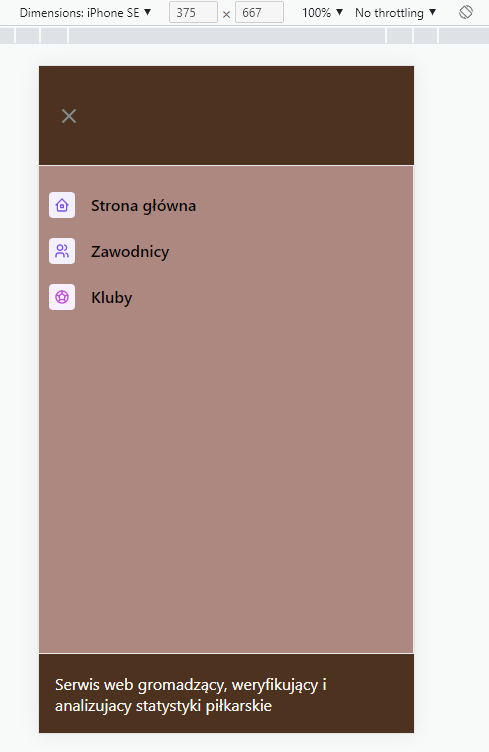 Dimensions: iPhone SE ▼ 375 × 667 100% ▼ No throttling ▼
Strona główna
Zawodnicy
Kluby
Serwis web gromadzący, weryfikujący i
analizujacy statystyki piłkarskie